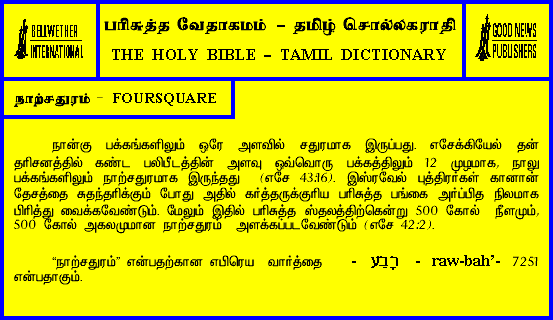 BELLWETHER
INTERNATIONAL
பரிசுத்த வேதாகமம் – தமிழ் சொல்லகராதி
THE HOLY BIBLE – TAMIL DICTIONARY
GOOD NEWS
PUBLISHERS
நாற்சதுரம் - FOURSQUARE
நான்கு பக்கங்களிலும் ஒரே அளவில் சதுரமாக இருப்பது. எசேக்கியேல் தன்
தரிசனத்தில் கண்ட பலிபீடத்தின் அளவு ஒவ்வொரு பக்கத்திலும் 12 முழமாக, நாலு
பக்கங்களிலும் நாற்சதுரமாக இருந்தது (எசே 43:16). இஸ்ரவேல் புத்திரர்கள் கானான்
தேசத்தை சுதந்தரிக்கும் போது அதில் கர்த்தருக்குரிய பரிசுத்த பங்கை அர்ப்பித நிலமாக
பிரித்து வைக்கவேண்டும். மேலும் இதில் பரிசுத்த ஸ்தலத்திற்கென்று 500 கோல் நீளமும்,
500 கோல் அகலமுமான நாற்சதுரம் அளக்கப்படவேண்டும் (எசே 42:2).
“நாற்சதுரம்” என்பதற்கான எபிரெய வார்த்தை - רָבַע - raw-bah’- 7251
என்பதாகும்.